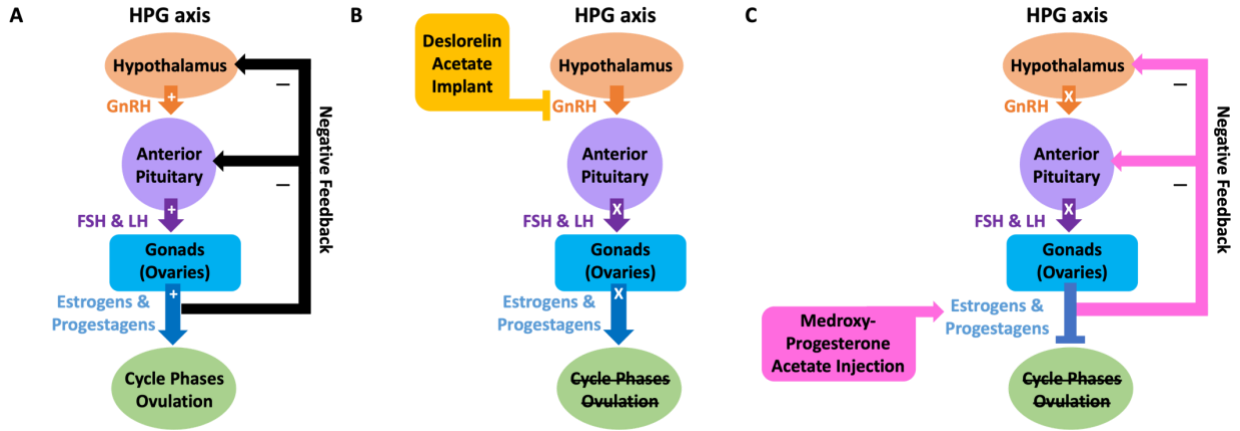 A
HPG axis
Hypothalamus
+
GnRH
–
Anterior
Pituitary
–
+
FSH & LH
Gonads
(Ovaries)
+
Estrogens &
Progestagens
Cycle Phases
Ovulation
Negative Feedback
B
HPG axis
Deslorelin
Acetate
Implant
Hypothalamus
GnRH
Anterior
Pituitary
X
FSH & LH
Gonads
(Ovaries)
X
Estrogens &
Progestagens
Cycle Phases
Ovulation
C
HPG axis
Hypothalamus
X
GnRH
–
Anterior
Pituitary
–
X
FSH & LH
Gonads
(Ovaries)
Estrogens &
Progestagens
Medroxy-
Progesterone
Acetate Injection
Cycle Phases
Ovulation
Negative Feedback